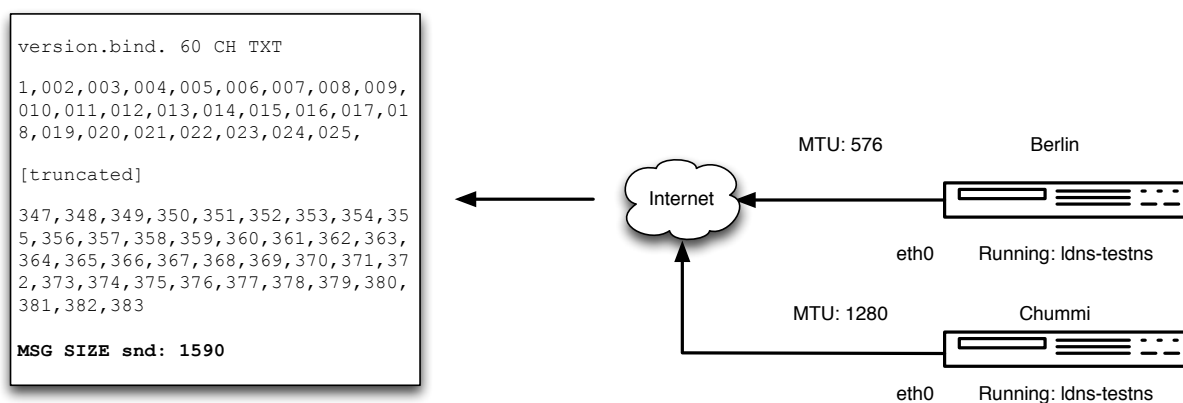 version.bind. 60 CH TXT
1,002,003,004,005,006,007,008,009,
010,011,012,013,014,015,016,017,01
8,019,020,021,022,023,024,025,
[truncated]
347,348,349,350,351,352,353,354,35
5,356,357,358,359,360,361,362,363,
364,365,366,367,368,369,370,371,37
2,373,374,375,376,377,378,379,380,
381,382,383
MSG SIZE snd: 1590
Internet
MTU: 576
Berlin
eth0
Running: ldns-testns
MTU: 1280
Chummi
eth0
Running: ldns-testns